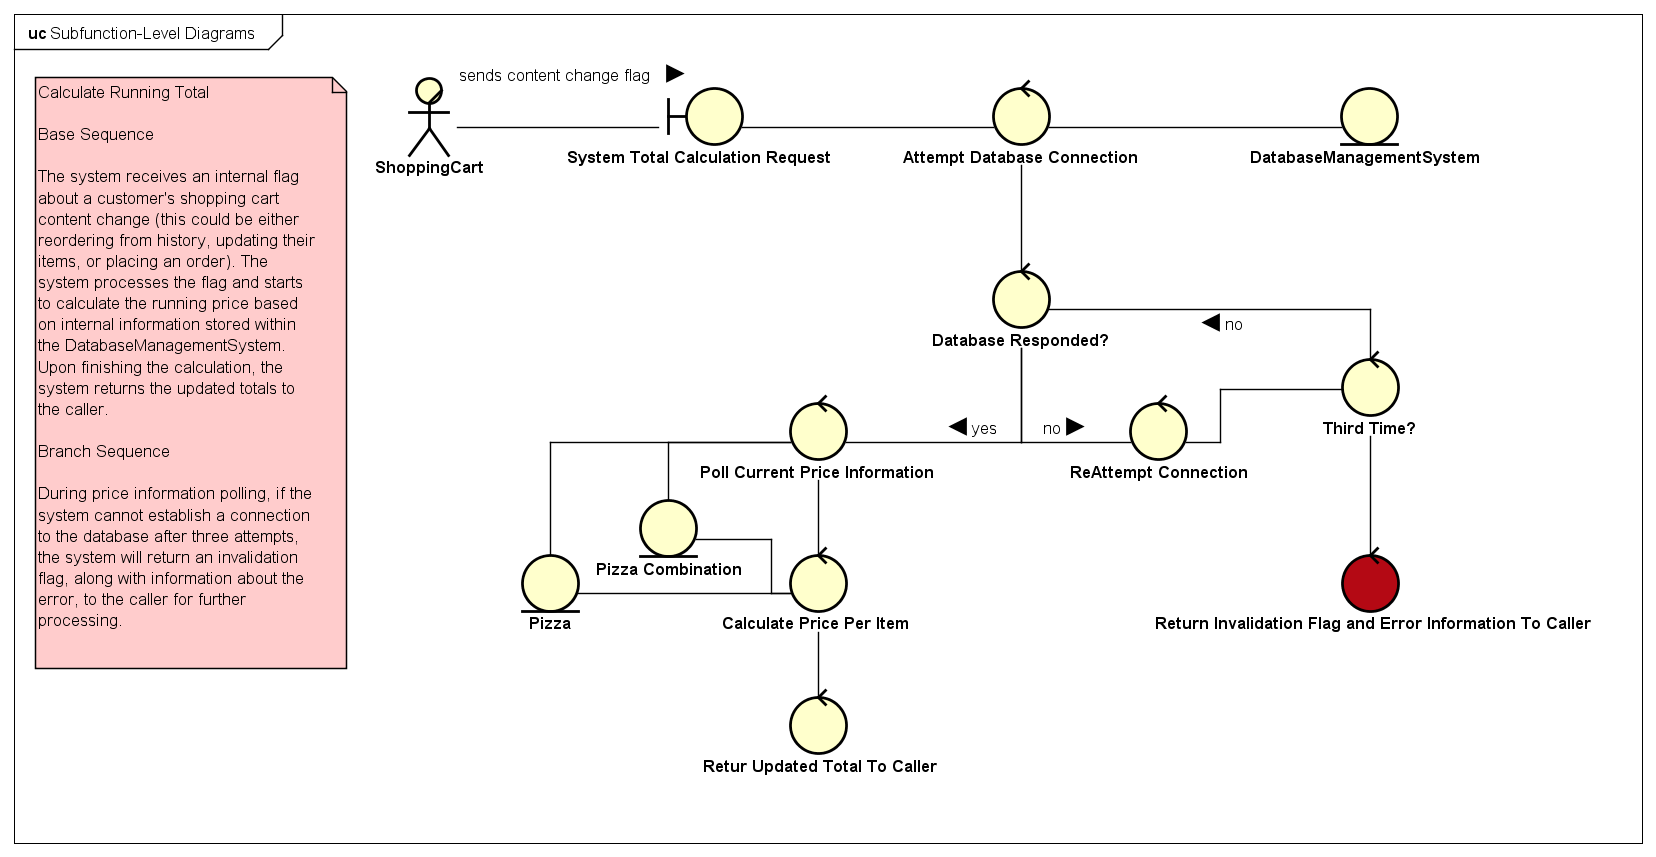 uc Subfunction-Level Diagrams
Calculate Running Total
Base Sequence
The system receives an internal flag
about a customer's shopping cart
content change (this could be either
reordering from history, updating their
items, or placing an order). The
system processes the flag and starts
to calculate the running price based
on internal information stored within
the DatabaseManagementSystem.
Upon finishing the calculation, the
system returns the updated totals to
the caller.
Branch Sequence
During price information polling, if the
system cannot establish a connection
to the database after three attempts,
the system will return an invalidation
flag, along with information about the
error, to the caller for further
processing.
sends content change flag
ShoppingCart
System Total Calculation Request
Attempt Database Connection
DatabaseManagementSystem
Database Responded?
no
Third Time?
yes
no
Poll Current Price Information
ReAttempt Connection
Pizza Combination
Pizza
Calculate Price Per Item
Return Invalidation Flag and Error Information To Caller
Retur Updated Total To Caller